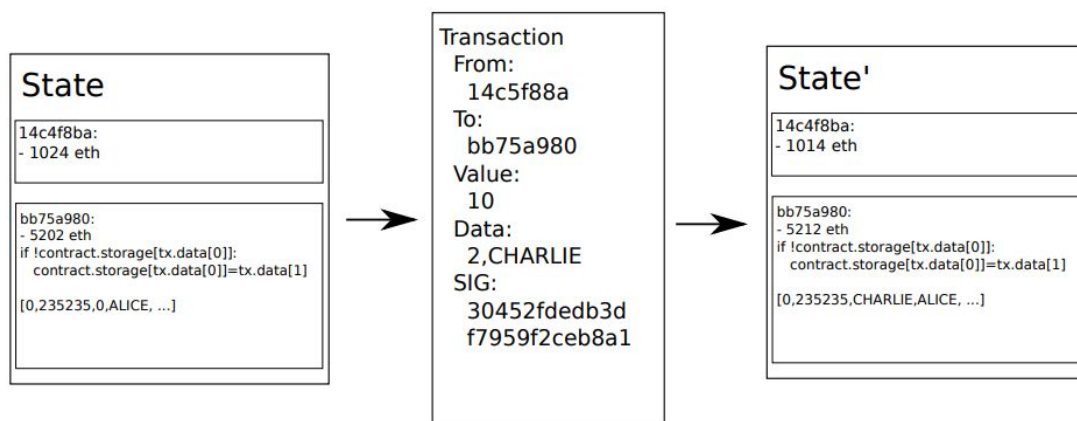 State
14c4f8ba:
- 1024 eth
bb75a980:
- 5202 eth
if !contract.storage[tx.data[0]]:
contract.storage[tx.data[0]]=tx.data[1]
[0,235235,0,ALICE, ...]
Transaction
From:
14c5f88a
To:
bb75a980
Value:
10
Data:
2,CHARLIE
SIG:
30452fdedb3d
f7959f2ceb8a1
State'
14c4f8ba:
- 1014 eth
bb75a980:
- 5212 eth
if !contract.storage[tx.data[0]]:
contract.storage[tx.data[0]]=tx.data[1]
[0,235235,CHARLIE,ALICE, ...]